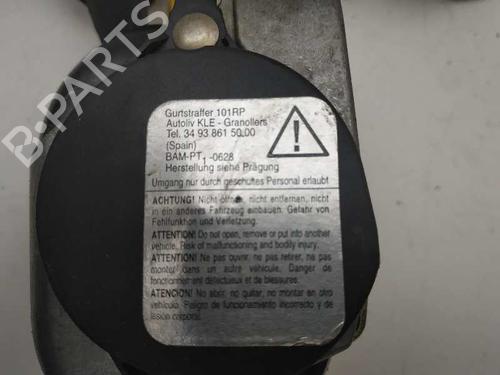 Gurtstraffer 101RP
Autoliv KLE - Granollers
Tel. 34 93 861 50 00
(Spain)
BAM-PT1-0628
Herstellung siehe Prägung
Umgang nur durch geschultes Personal erlaubt
ACHTUNG! Nicht öffnen, nicht entfernen, nicht
in ein anderes Fahrzeug einbauen. Gefahr von
Fehlfunktion und Verletzung.
ATTENTION! Do not open, remove or put into another
vehicle. Risk of malfunctioning and bodily injury.
ATTENTION! Ne pas ouvrir, ne pas retirer, ne pas
montar dans un autre véhicule. Danger de
fonctionnement défectueux et de blessures.
ATENCION! No abrir, no quitar, no montar en otro
vehículo. Peligro de funcionamiento incorrecto y de
lesión corporal.
B-PARTS